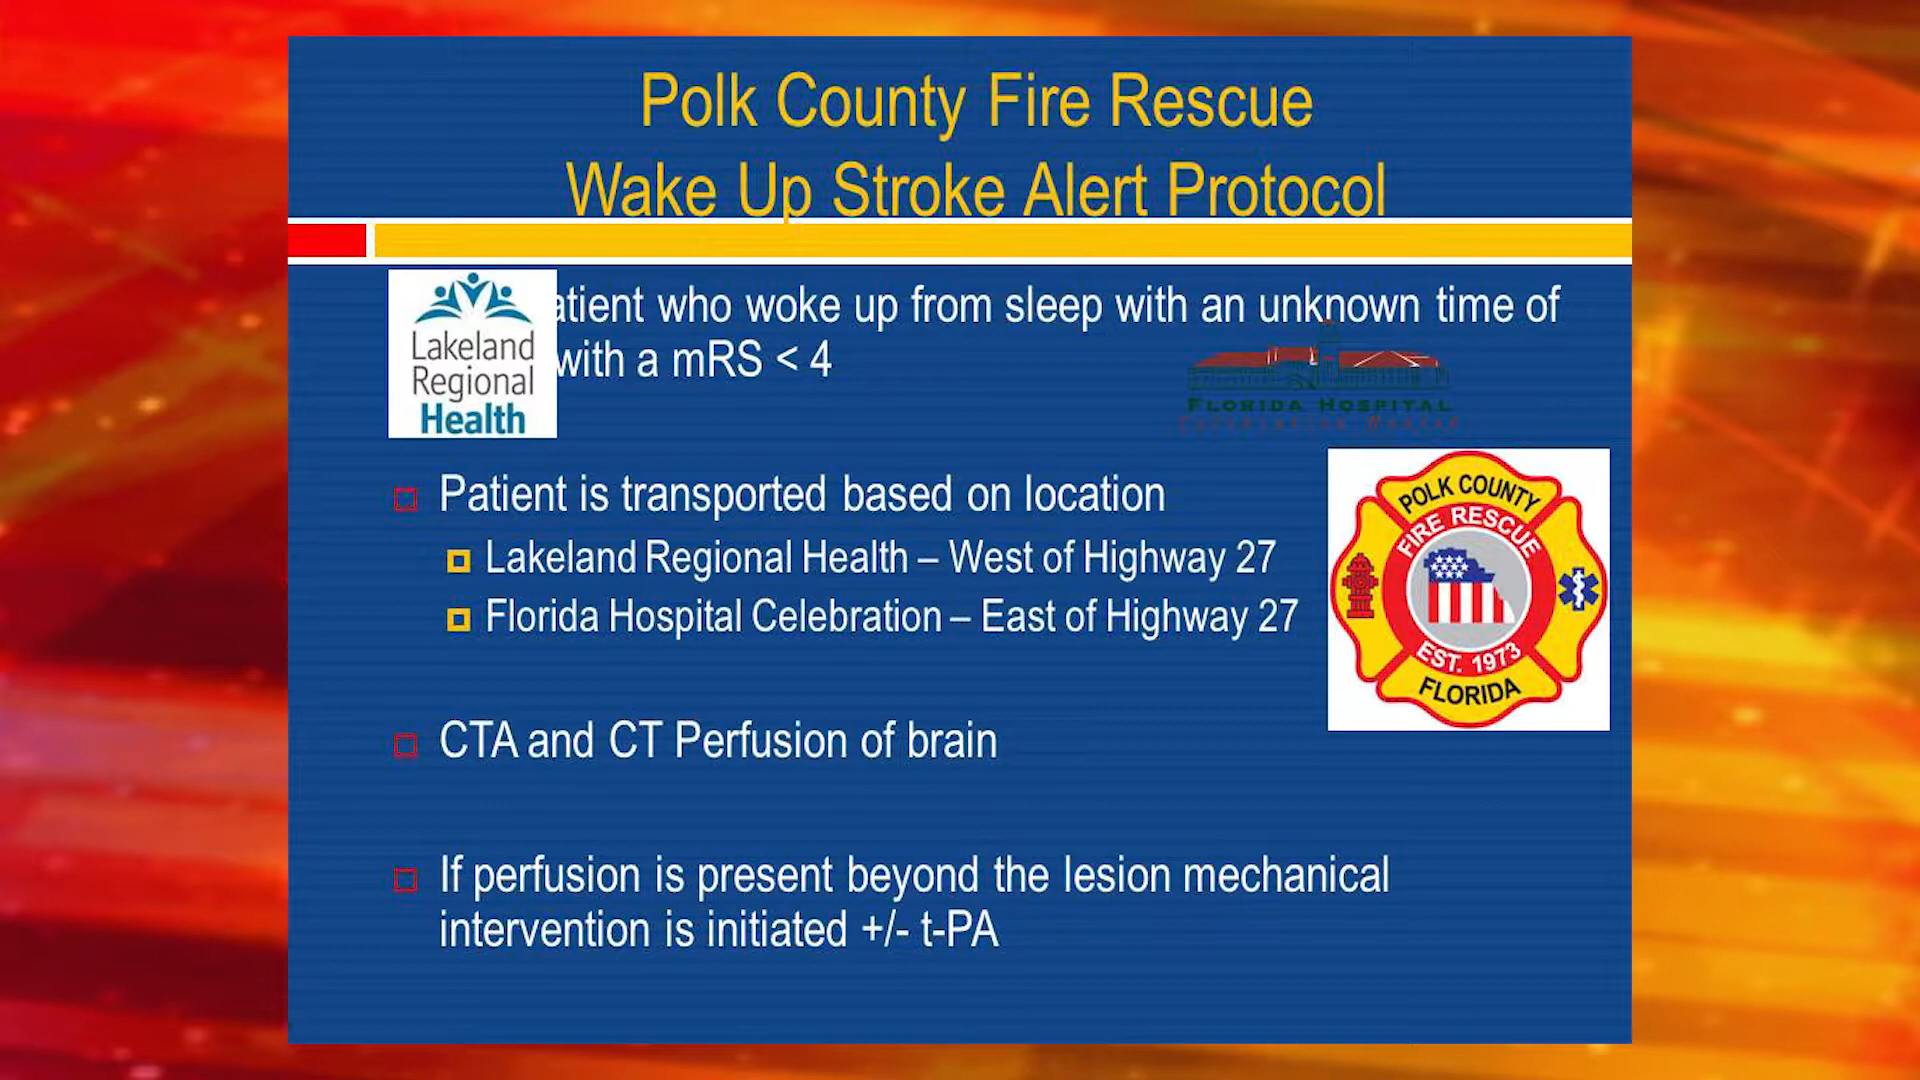 Polk County Fire Rescue
Wake Up Stroke Alert Protocol
atient who woke up from sleep with an unknown time of
with a mRS < 4
Lakeland
Regional
Health
FLORIDA HOSPITAL
Patient is transported based on location
Lakeland Regional Health – West of Highway 27
Florida Hospital Celebration – East of Highway 27
POLK COUNTY
FIRE RESCUE
EST. 1973
FLORIDA
CTA and CT Perfusion of brain
If perfusion is present beyond the lesion mechanical
intervention is initiated +/- t-PA